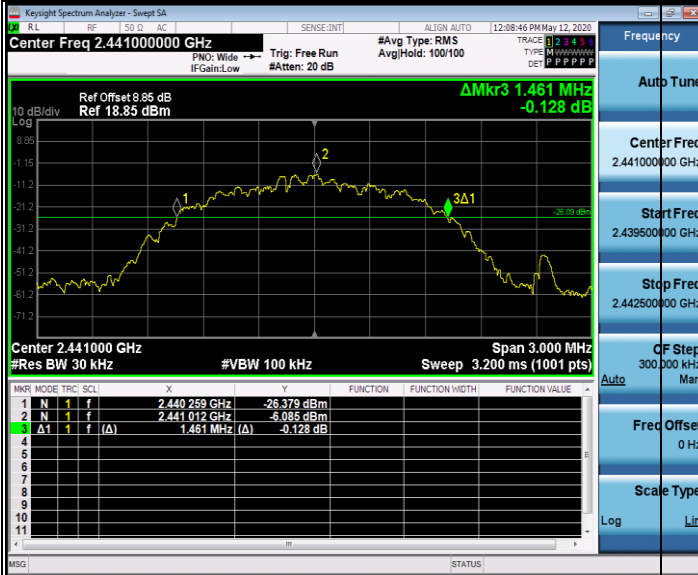 Keysight Spectrum Analyzer - Swept SA
RL RF 50 Ω AC SENSE:INT ALIGN AUTO 12:08:46 PM May 12, 2020
Center Freq 2.441000000 GHz
PNO: Wide
IFGain:Low
Trig: Free Run
#Atten: 20 dB
#Avg Type: RMS
Avg|Hold: 100/100
TRACE 1 2 3 4 5 6
TYPE M
DET P P P P P P
Ref Offset 8.85 dB
10 dB/div Ref 18.85 dBm
ΔMkr3 1.461 MHz
-0.128 dB
Log
8.85
-1.15
-11.2
-21.2
-31.2
-41.2
-51.2
-61.2
-71.2
1
2
3Δ1
-26.09 dBm
Center 2.441000 GHz Span 3.000 MHz
#Res BW 30 kHz #VBW 100 kHz Sweep 3.200 ms (1001 pts)
MKR MODE TRC SCL X Y FUNCTION FUNCTION WIDTH FUNCTION VALUE
1 N 1 f 2.440 259 GHz -26.379 dBm
2 N 1 f 2.441 012 GHz -6.085 dBm
3 Δ1 1 f (Δ) 1.461 MHz (Δ) -0.128 dB
4
5
6
7
8
9
10
11
MSG STATUS
Frequency
Auto Tune
Center Freq
2.441000000 GHz
Start Freq
2.439500000 GHz
Stop Freq
2.442500000 GHz
CF Step
300.000 kHz
Auto Man
Freq Offset
0 Hz
Scale Type
Log Lin